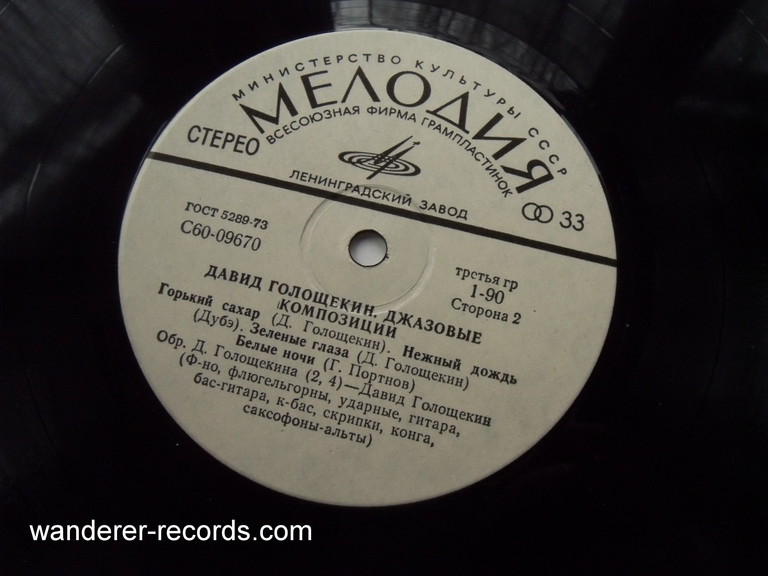 МИНИСТЕРСТВО КУЛЬТУРЫ СССР
МЕЛОДИЯ
ВСЕСОЮЗНАЯ ФИРМА ГРАМПЛАСТИНОК
СТЕРЕО
ЛЕНИНГРАДСКИЙ ЗАВОД
33
ГОСТ 5289-73
С60-09670
третья гр
1-90
Сторона 2
ДАВИД ГОЛОЩЕКИН. ДЖАЗОВЫЕ
КОМПОЗИЦИИ
Горький сахар (Д. Голощекин). Нежный дождь
(Дубэ). Зеленые глаза (Д. Голощекин)
Белые ночи (Г. Портнов)
Обр. Д. Голощекина (2, 4)—Давид Голощекин
(Ф-но, флюгельгорны, ударные, гитара,
бас-гитара, к-бас, скрипки, конга,
саксофоны-альты)
wanderer-records.com